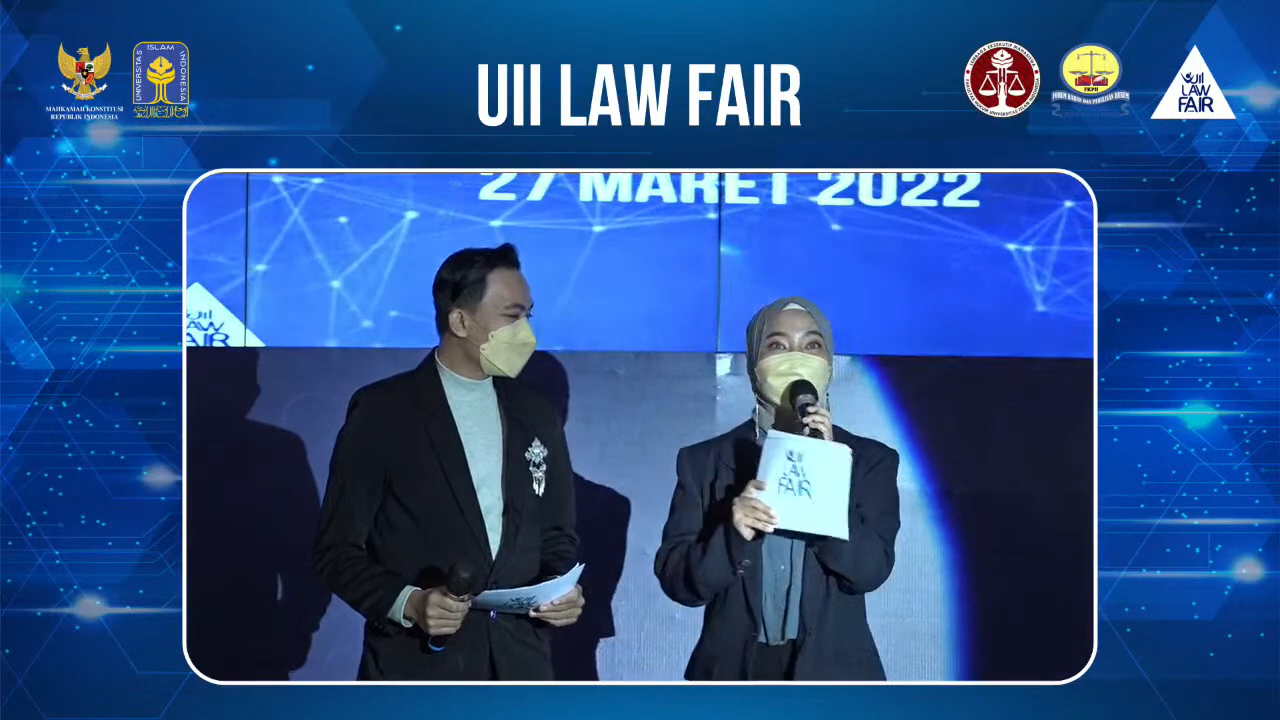 UII LAW FAIR
MAHKAMAH KONSTITUSI
REPUBLIK INDONESIA
UNIVERSITAS ISLAM INDONESIA
FKPH
UII
LAW
FAIR
27 MARET 2022
UII
LAW
FAIR
UII
LAW
FAIR